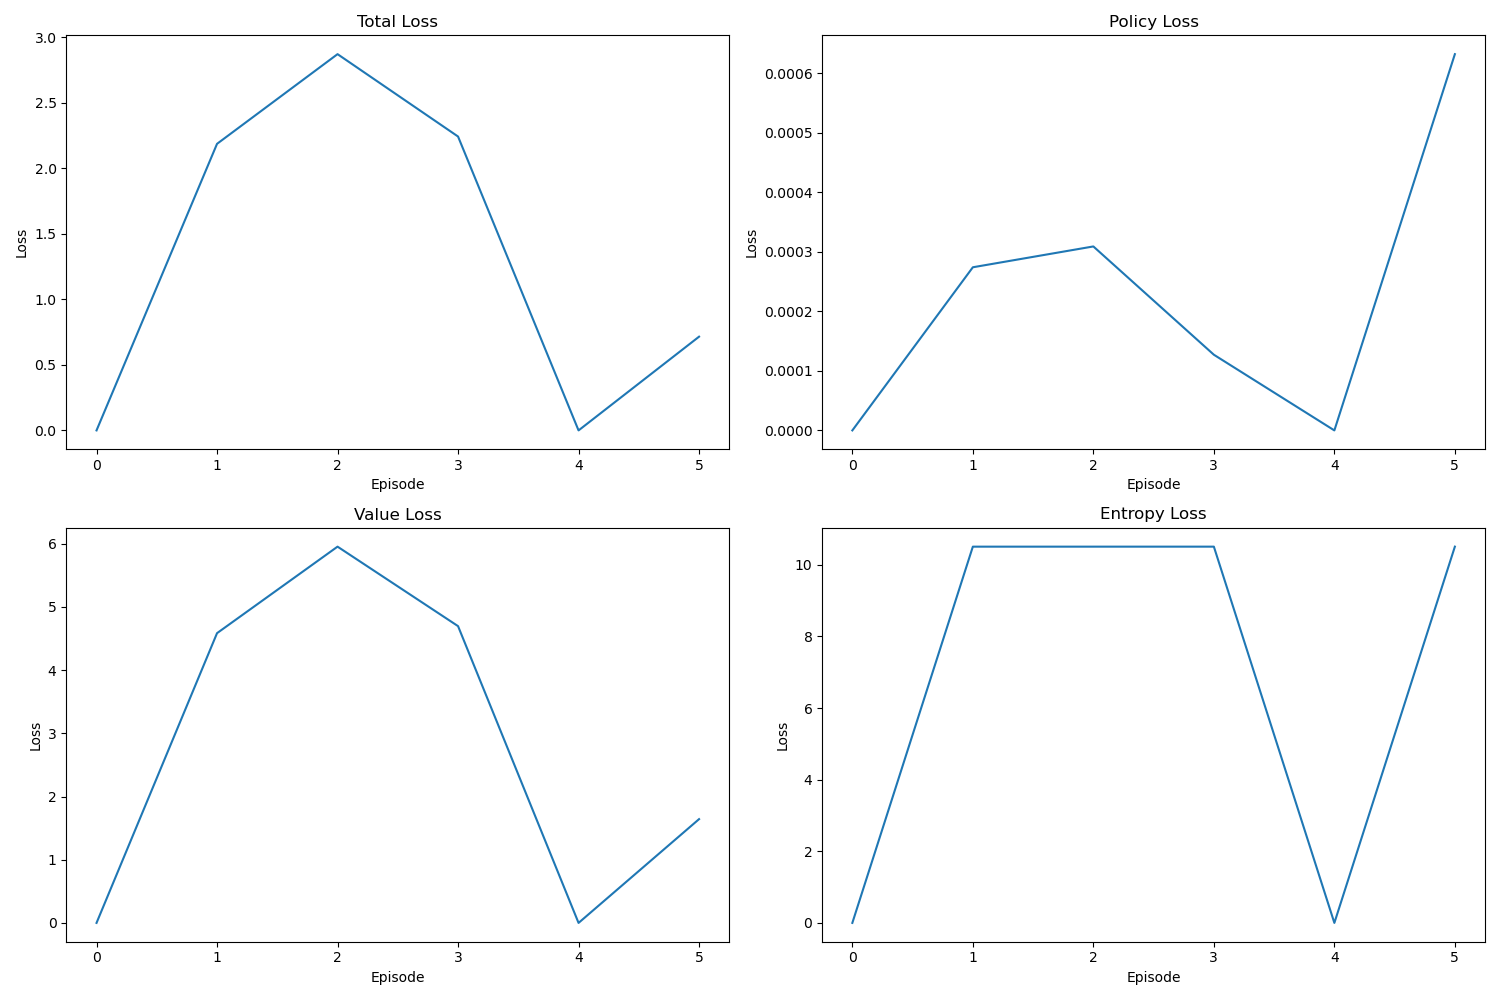 Total Loss
3.0
2.5
2.0
1.5
1.0
0.5
0.0
Loss
0 1 2 3 4 5
Episode
Policy Loss
0.0006
0.0005
0.0004
0.0003
0.0002
0.0001
0.0000
Loss
0 1 2 3 4 5
Episode
Value Loss
6
5
4
3
2
1
0
Loss
0 1 2 3 4 5
Episode
Entropy Loss
10
8
6
4
2
0
Loss
0 1 2 3 4 5
Episode